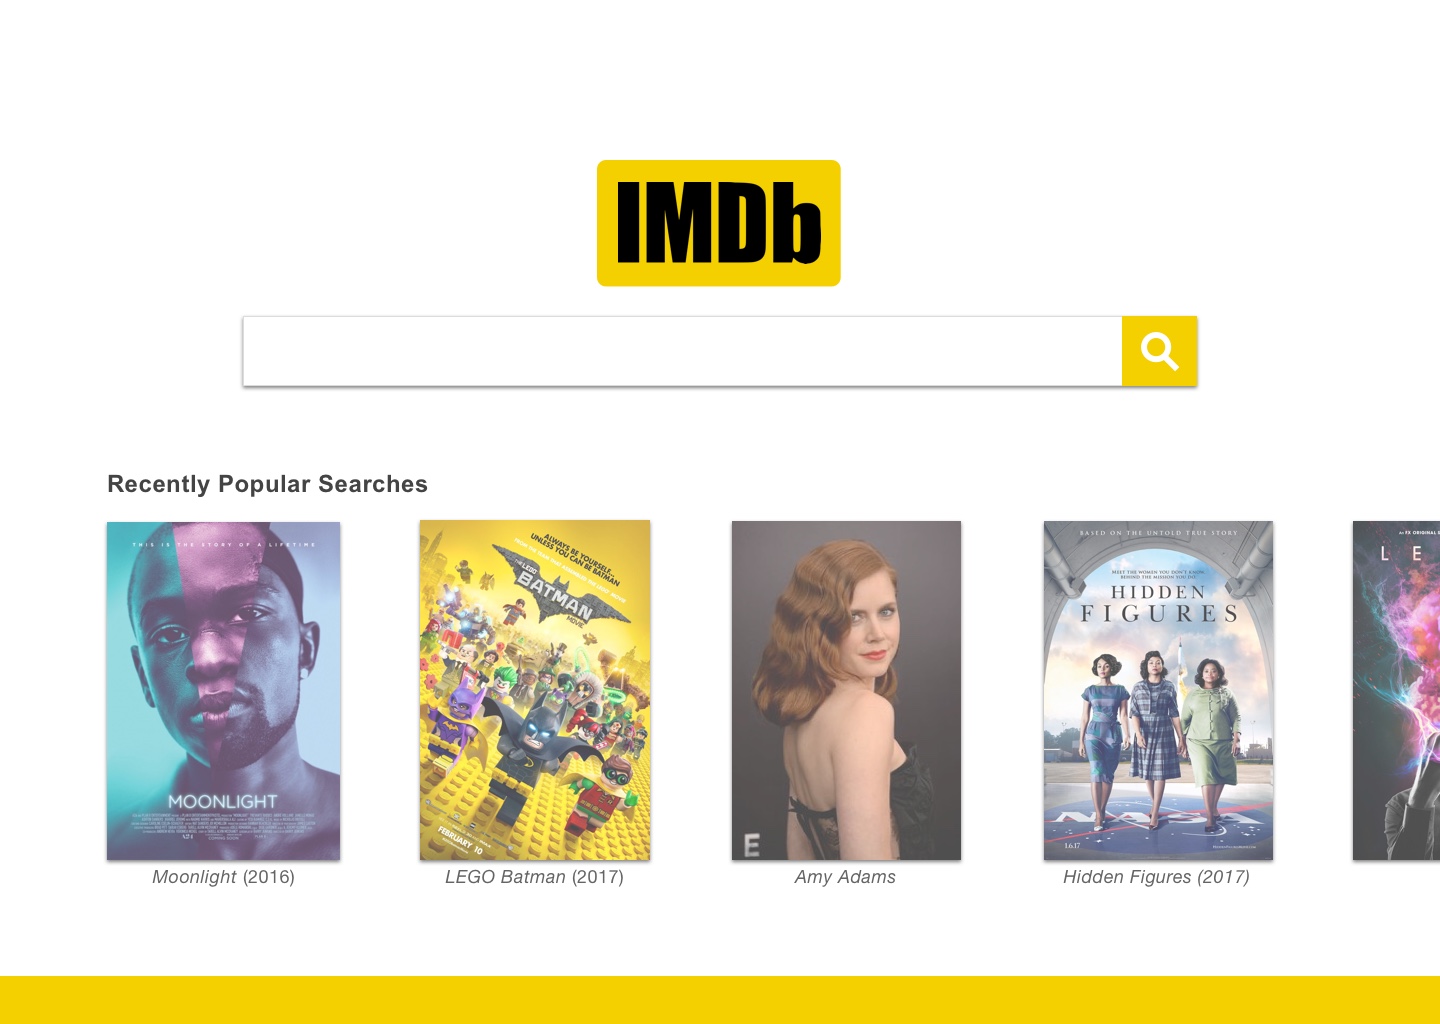 IMDb
Recently Popular Searches
THIS IS THE STORY OF A LIFETIME
MOONLIGHT
Moonlight (2016)
ALWAYS BE YOURSELF...
UNLESS YOU CAN BE BATMAN
THE LEGO
BATMAN
MOVIE
FEBRUARY 10
LEGO Batman (2017)
E
Amy Adams
BASED ON THE UNTOLD TRUE STORY
MEET THE WOMEN YOU DON'T KNOW,
BEHIND THE MISSION YOU DO.
HIDDEN
FIGURES
NASA
1.6.17
Hidden Figures (2017)
AN FX ORIGINAL
L E